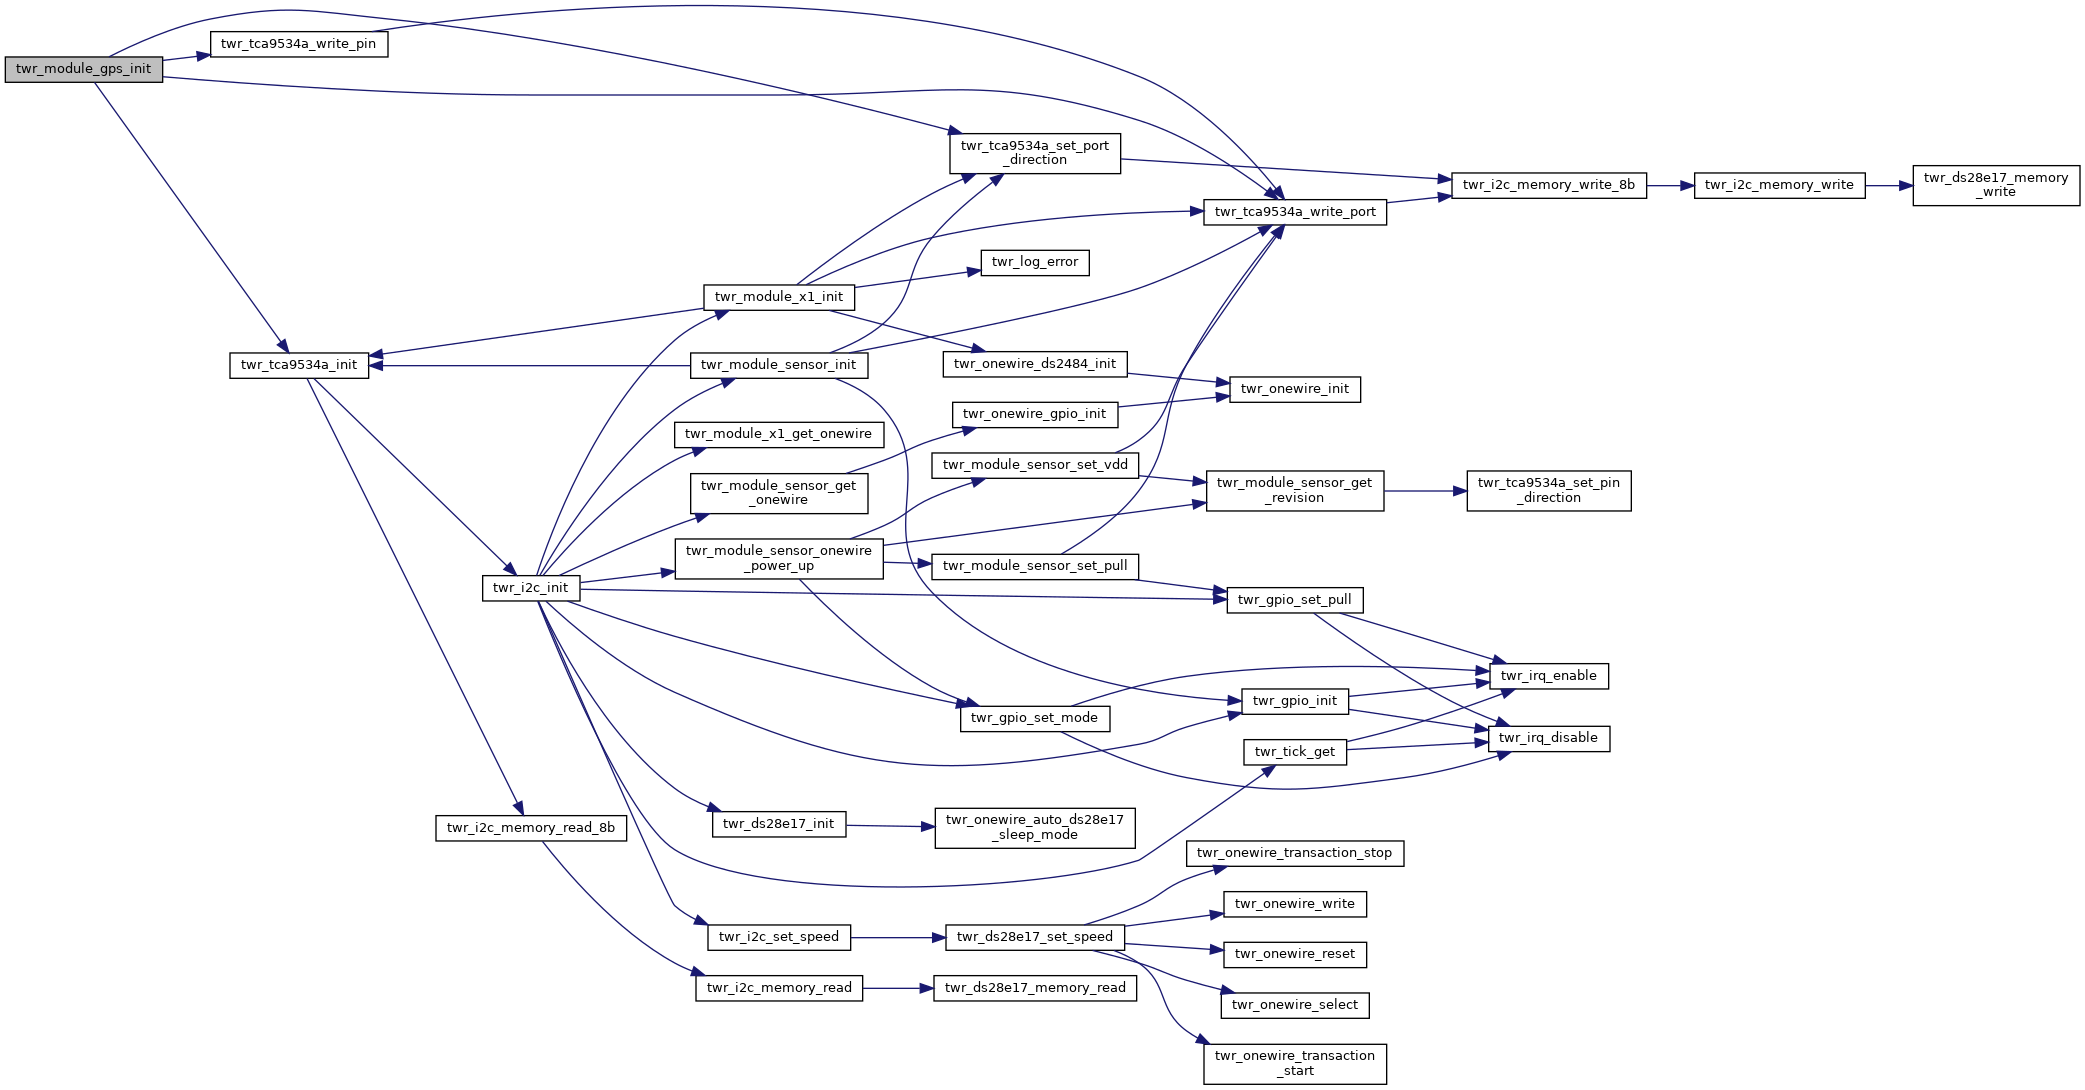 twr_module_gps_init
twr_tca9534a_write_pin
twr_tca9534a_set_port
_direction
twr_tca9534a_write_port
twr_i2c_memory_write_8b
twr_i2c_memory_write
twr_ds28e17_memory
_write
twr_log_error
twr_module_x1_init
twr_tca9534a_init
twr_module_sensor_init
twr_onewire_ds2484_init
twr_onewire_init
twr_onewire_gpio_init
twr_module_x1_get_onewire
twr_module_sensor_set_vdd
twr_module_sensor_get
_onewire
twr_module_sensor_get
_revision
twr_tca9534a_set_pin
_direction
twr_module_sensor_onewire
_power_up
twr_module_sensor_set_pull
twr_i2c_init
twr_gpio_set_pull
twr_irq_enable
twr_gpio_init
twr_gpio_set_mode
twr_irq_disable
twr_tick_get
twr_i2c_memory_read_8b
twr_ds28e17_init
twr_onewire_auto_ds28e17
_sleep_mode
twr_onewire_transaction_stop
twr_onewire_write
twr_i2c_set_speed
twr_ds28e17_set_speed
twr_onewire_reset
twr_i2c_memory_read
twr_ds28e17_memory_read
twr_onewire_select
twr_onewire_transaction
_start